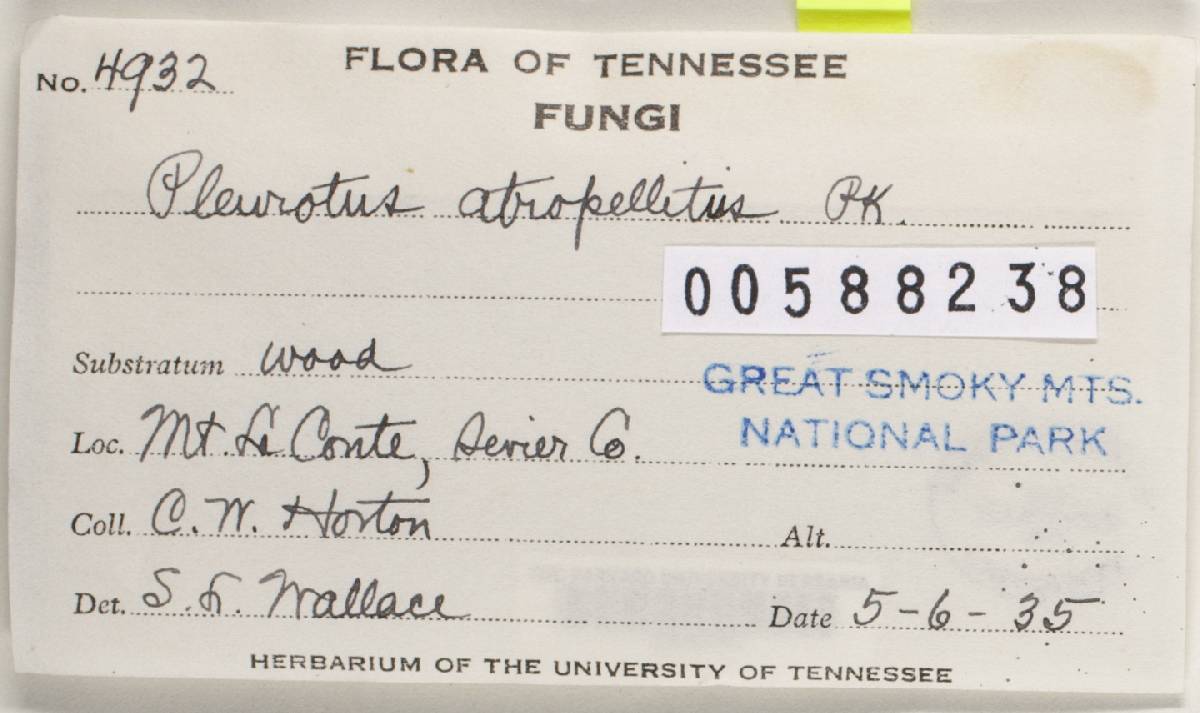 No. 4932
FLORA OF TENNESSEE
FUNGI
Pleurotus atropellitus PK.
00588238
Substratum wood
GREAT SMOKY MTS.
NATIONAL PARK
Loc. Mt. Le Conte, Sevier Co.
Coll. C. W. Horton
Alt.
Det. S. L. Wallace
Date 5-6-35
HERBARIUM OF THE UNIVERSITY OF TENNESSEE